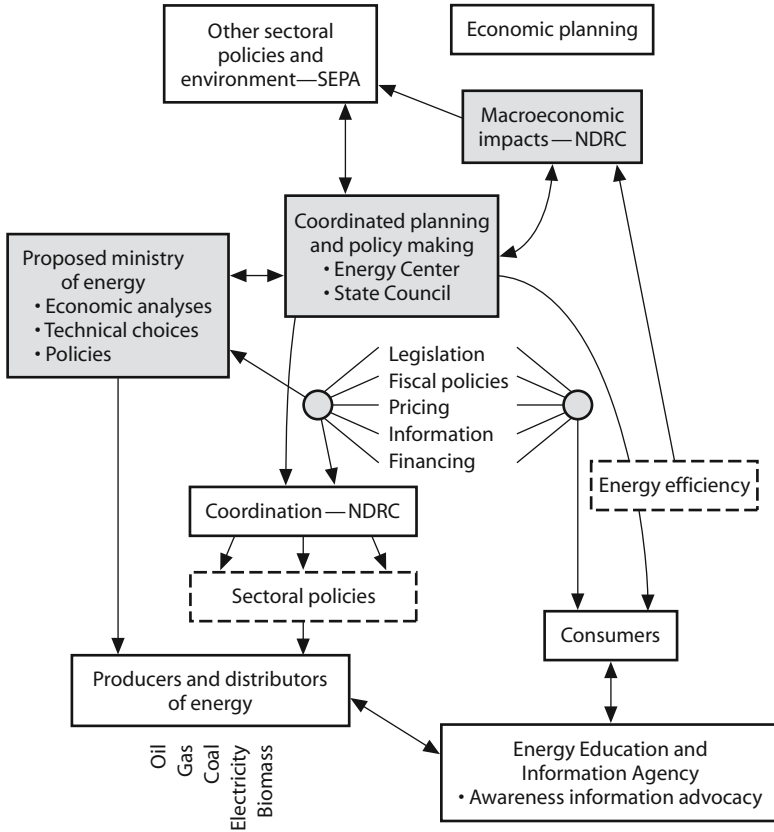 Other sectoral
policies and
environment—SEPA
Economic planning
Macroeconomic
impacts—NDRC
Coordinated planning
and policy making
• Energy Center
• State Council
Proposed ministry
of energy
• Economic analyses
• Technical choices
• Policies
Legislation
Fiscal policies
Pricing
Information
Financing
Energy efficiency
Coordination—NDRC
Sectoral policies
Consumers
Producers and distributors
of energy
Oil
Gas
Coal
Electricity
Biomass
Energy Education and
Information Agency
• Awareness information advocacy